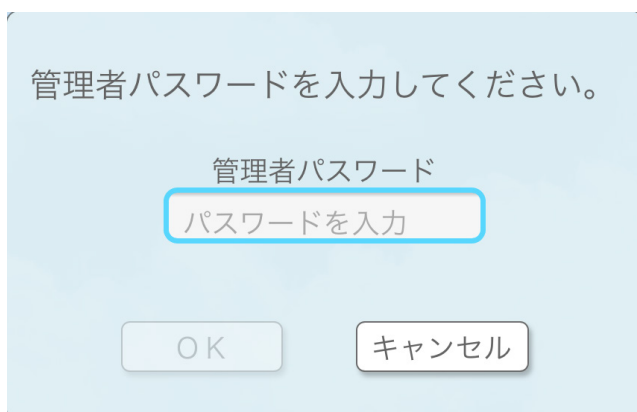 管理者パスワードを入力してください。
管理者パスワード
パスワードを入力
OK
キャンセル